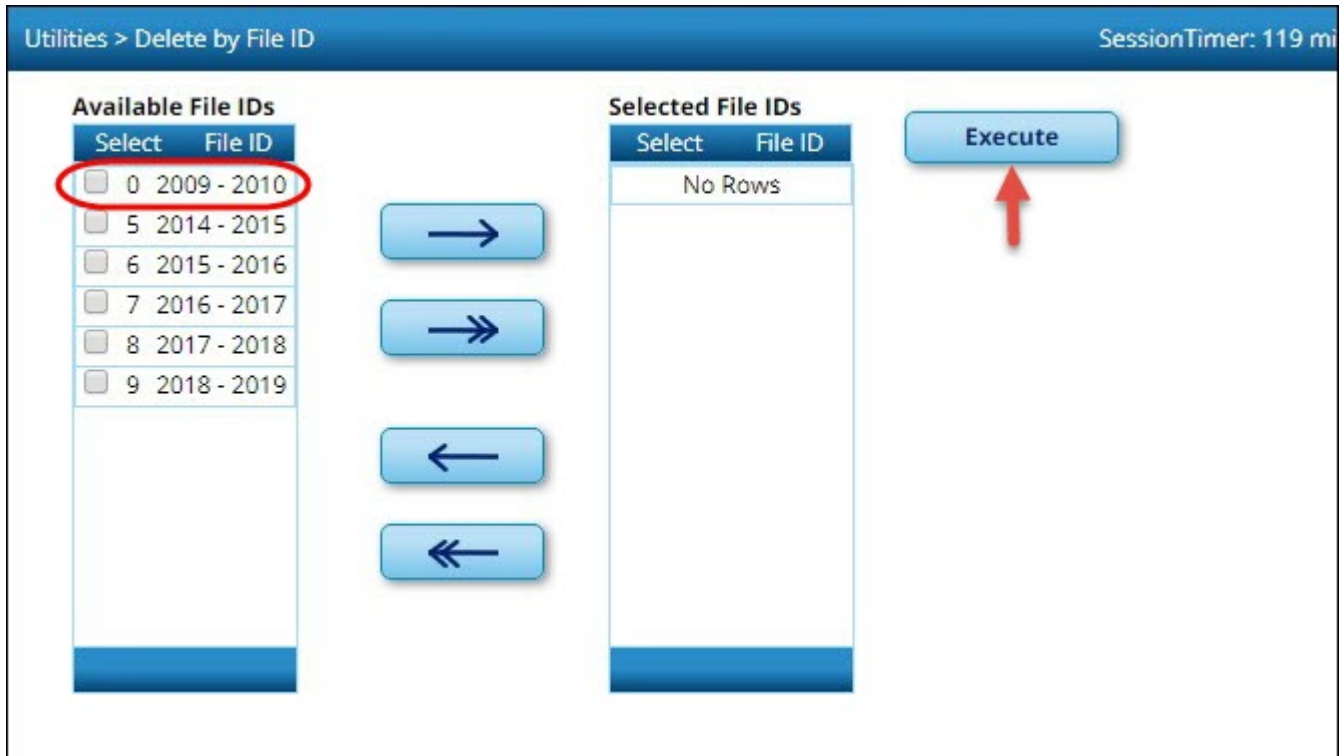 Utilities > Delete by File ID
SessionTimer: 119 mi
Available File IDs
Select File ID
0 2009 - 2010
5 2014 - 2015
6 2015 - 2016
7 2016 - 2017
8 2017 - 2018
9 2018 - 2019
Selected File IDs
Select File ID
No Rows
Execute